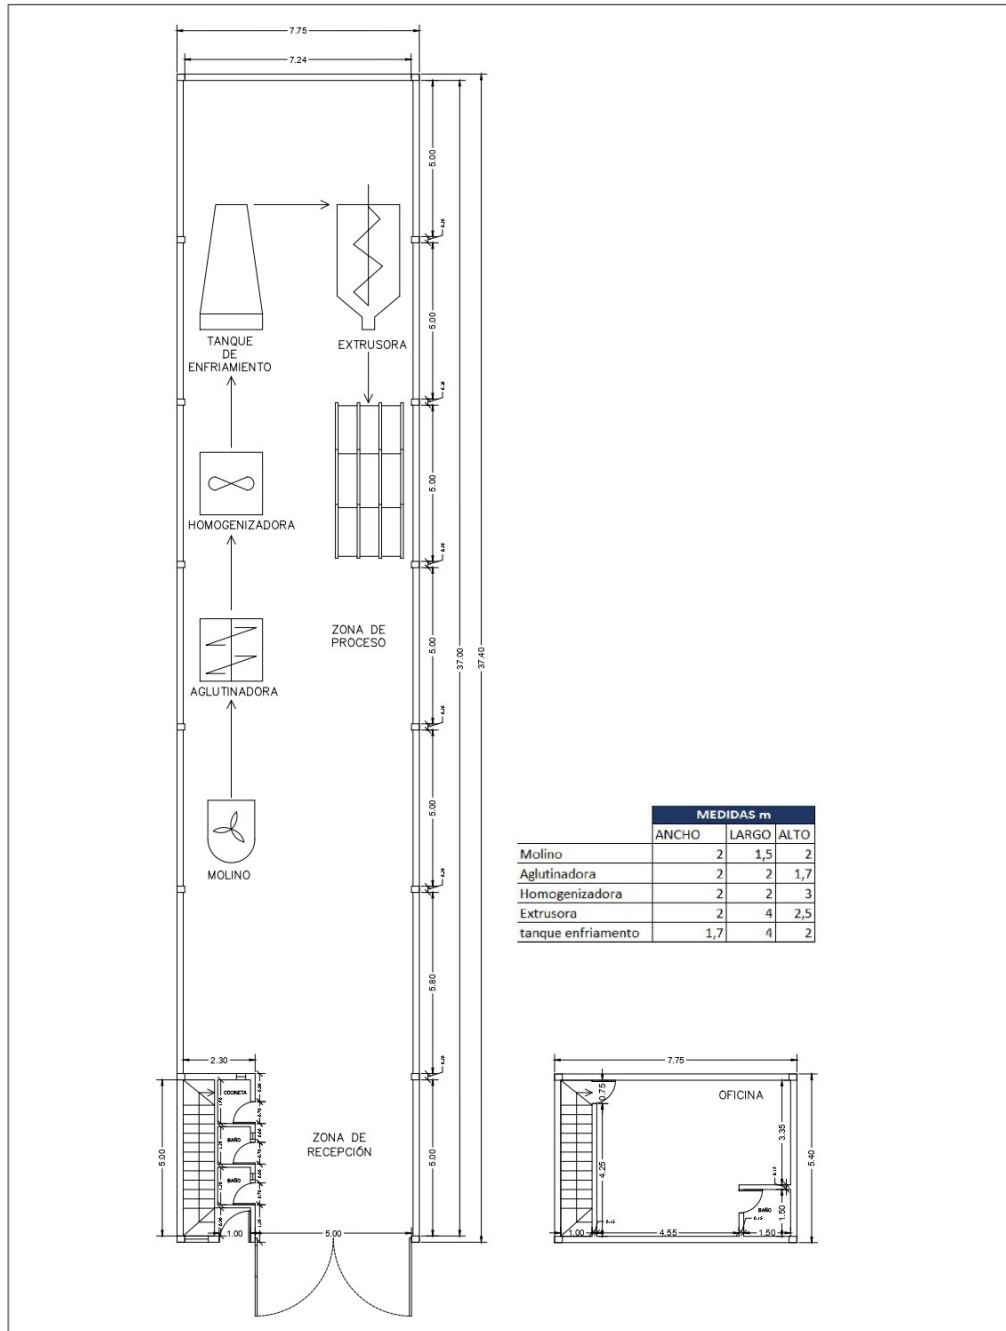 7.75
7.24
5.00
TANQUE
DE
ENFRIAMIENTO
EXTRUSORA
5.00
HOMOGENIZADORA
5.00
ZONA DE
PROCESO
AGLUTINADORA
5.00
37.00
37.40
MOLINO
5.00
5.80
MEDIDAS m
ANCHO LARGO ALTO
Molino 2 1,5 2
Aglutinadora 2 2 1,7
Homogenizadora 2 2 3
Extrusora 2 4 2,5
tanque enfriamento 1,7 4 2
2.30
COCINETA
BAÑO
BAÑO
5.00
ZONA DE
RECEPCIÓN
5.00
1.00
5.00
7.75
OFICINA
0.75
3.35
4.25
5.40
BAÑO
1.50
1.00
4.55
1.50